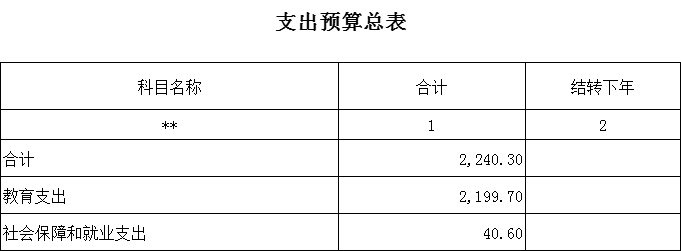 支出预算总表
科目名称 合计 结转下年
** 1 2
合计 2,240.30
教育支出 2,199.70
社会保障和就业支出 40.60